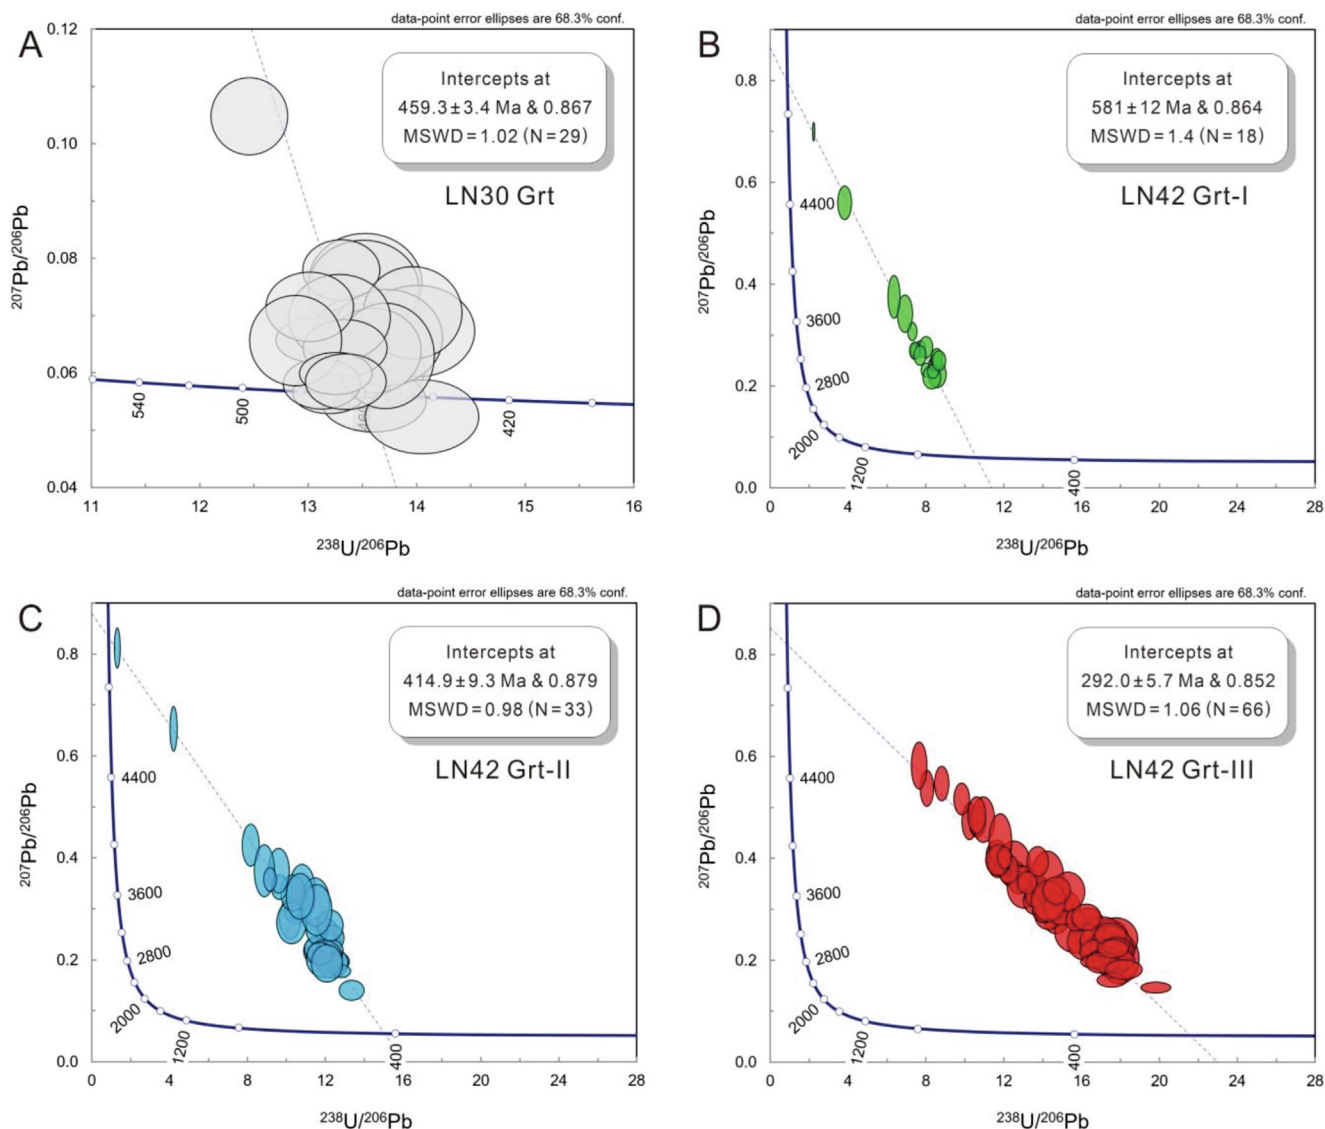 data-point error ellipses are 68.3% conf.
A
0.12
0.10
0.08
0.06
0.04
207Pb/206Pb
Intercepts at
459.3±3.4 Ma & 0.867
MSWD=1.02 (N=29)
LN30 Grt
540
500
460
420
11
12
13
14
15
16
238U/206Pb
data-point error ellipses are 68.3% conf.
B
0.8
0.6
0.4
0.2
0.0
207Pb/206Pb
Intercepts at
581±12 Ma & 0.864
MSWD=1.4 (N=18)
LN42 Grt-I
4400
3600
2800
2000
1200
400
0
4
8
12
16
20
24
28
238U/206Pb
data-point error ellipses are 68.3% conf.
C
0.8
0.6
0.4
0.2
0.0
207Pb/206Pb
Intercepts at
414.9±9.3 Ma & 0.879
MSWD=0.98 (N=33)
LN42 Grt-II
4400
3600
2800
2000
1200
400
0
4
8
12
16
20
24
28
238U/206Pb
data-point error ellipses are 68.3% conf.
D
0.8
0.6
0.4
0.2
0.0
207Pb/206Pb
Intercepts at
292.0±5.7 Ma & 0.852
MSWD=1.06 (N=66)
LN42 Grt-III
4400
3600
2800
2000
1200
400
0
4
8
12
16
20
24
28
238U/206Pb